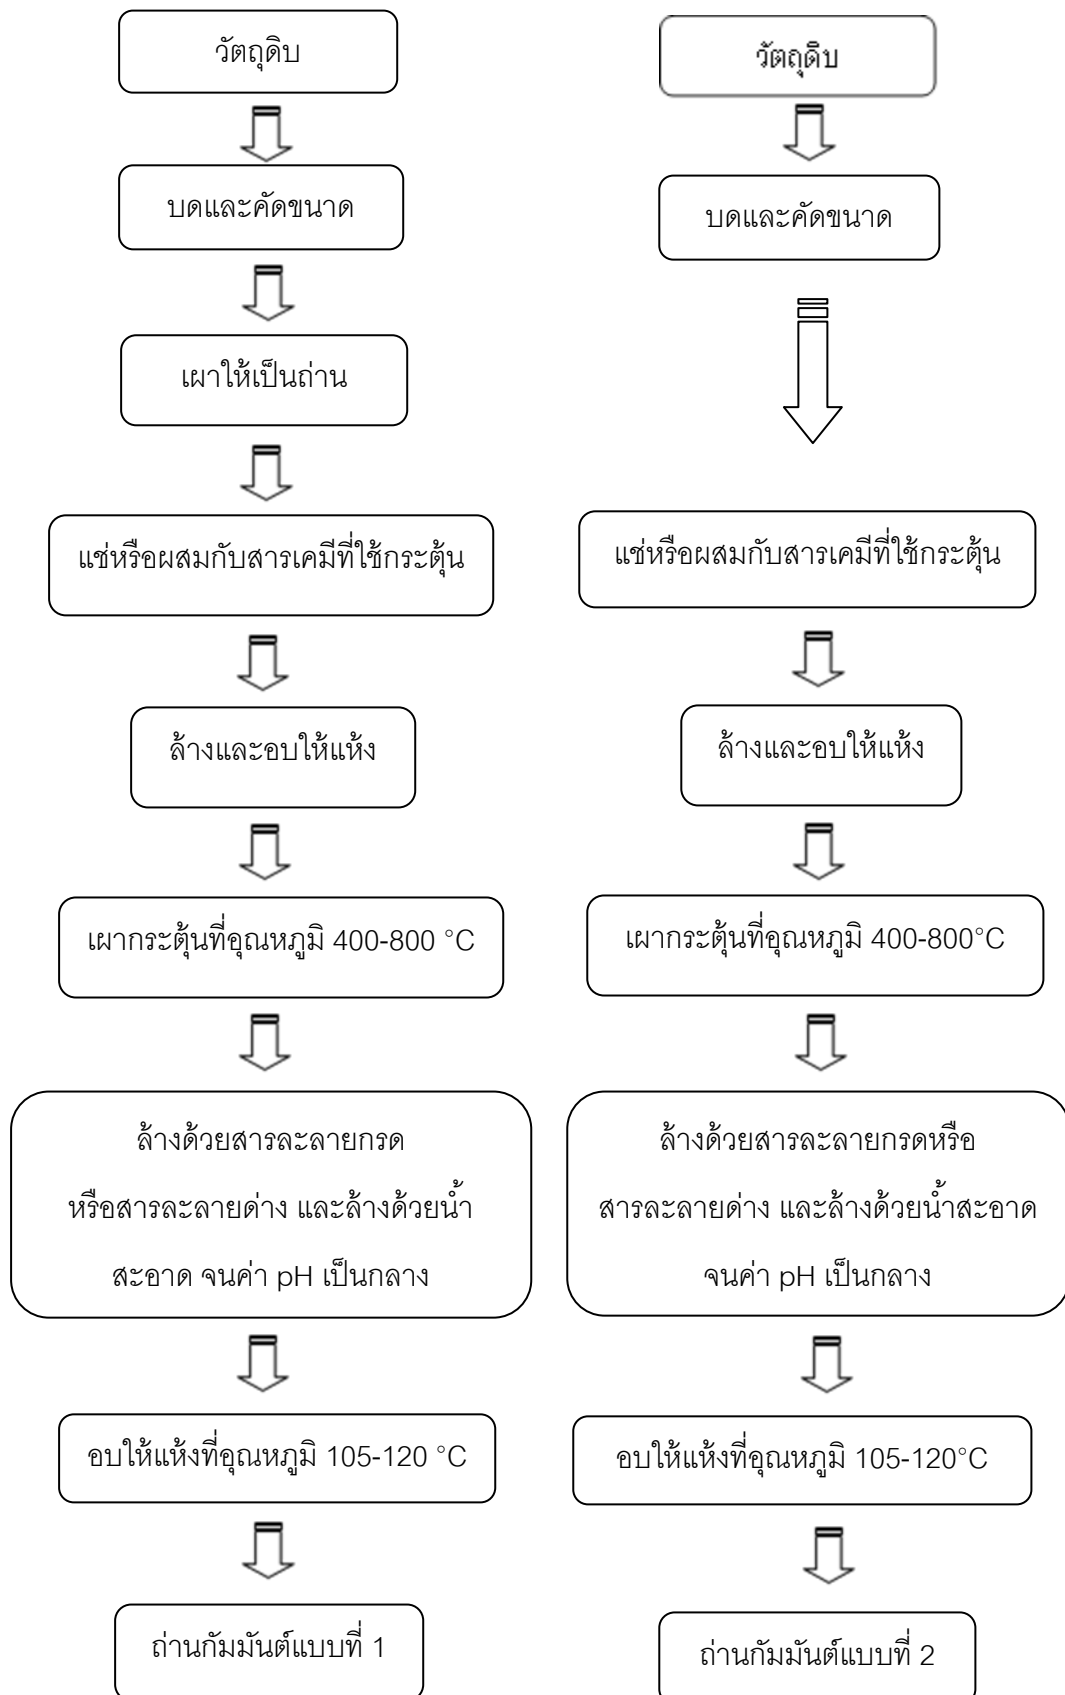 วัตถุดิบ
บดและคัดขนาด
เผาให้เป็นถ่าน
แช่หรือผสมกับสารเคมีที่ใช้กระตุ้น
ล้างและอบให้แห้ง
เผากระตุ้นที่อุณหภูมิ 400-800 °C
ล้างด้วยสารละลายกรด
หรือสารละลายด่าง และล้างด้วยน้ำ
สะอาด จนค่า pH เป็นกลาง
อบให้แห้งที่อุณหภูมิ 105-120 °C
ถ่านกัมมันต์แบบที่ 1
วัตถุดิบ
บดและคัดขนาด
แช่หรือผสมกับสารเคมีที่ใช้กระตุ้น
ล้างและอบให้แห้ง
เผากระตุ้นที่อุณหภูมิ 400-800°C
ล้างด้วยสารละลายกรดหรือ
สารละลายด่าง และล้างด้วยน้ำสะอาด
จนค่า pH เป็นกลาง
อบให้แห้งที่อุณหภูมิ 105-120°C
ถ่านกัมมันต์แบบที่ 2